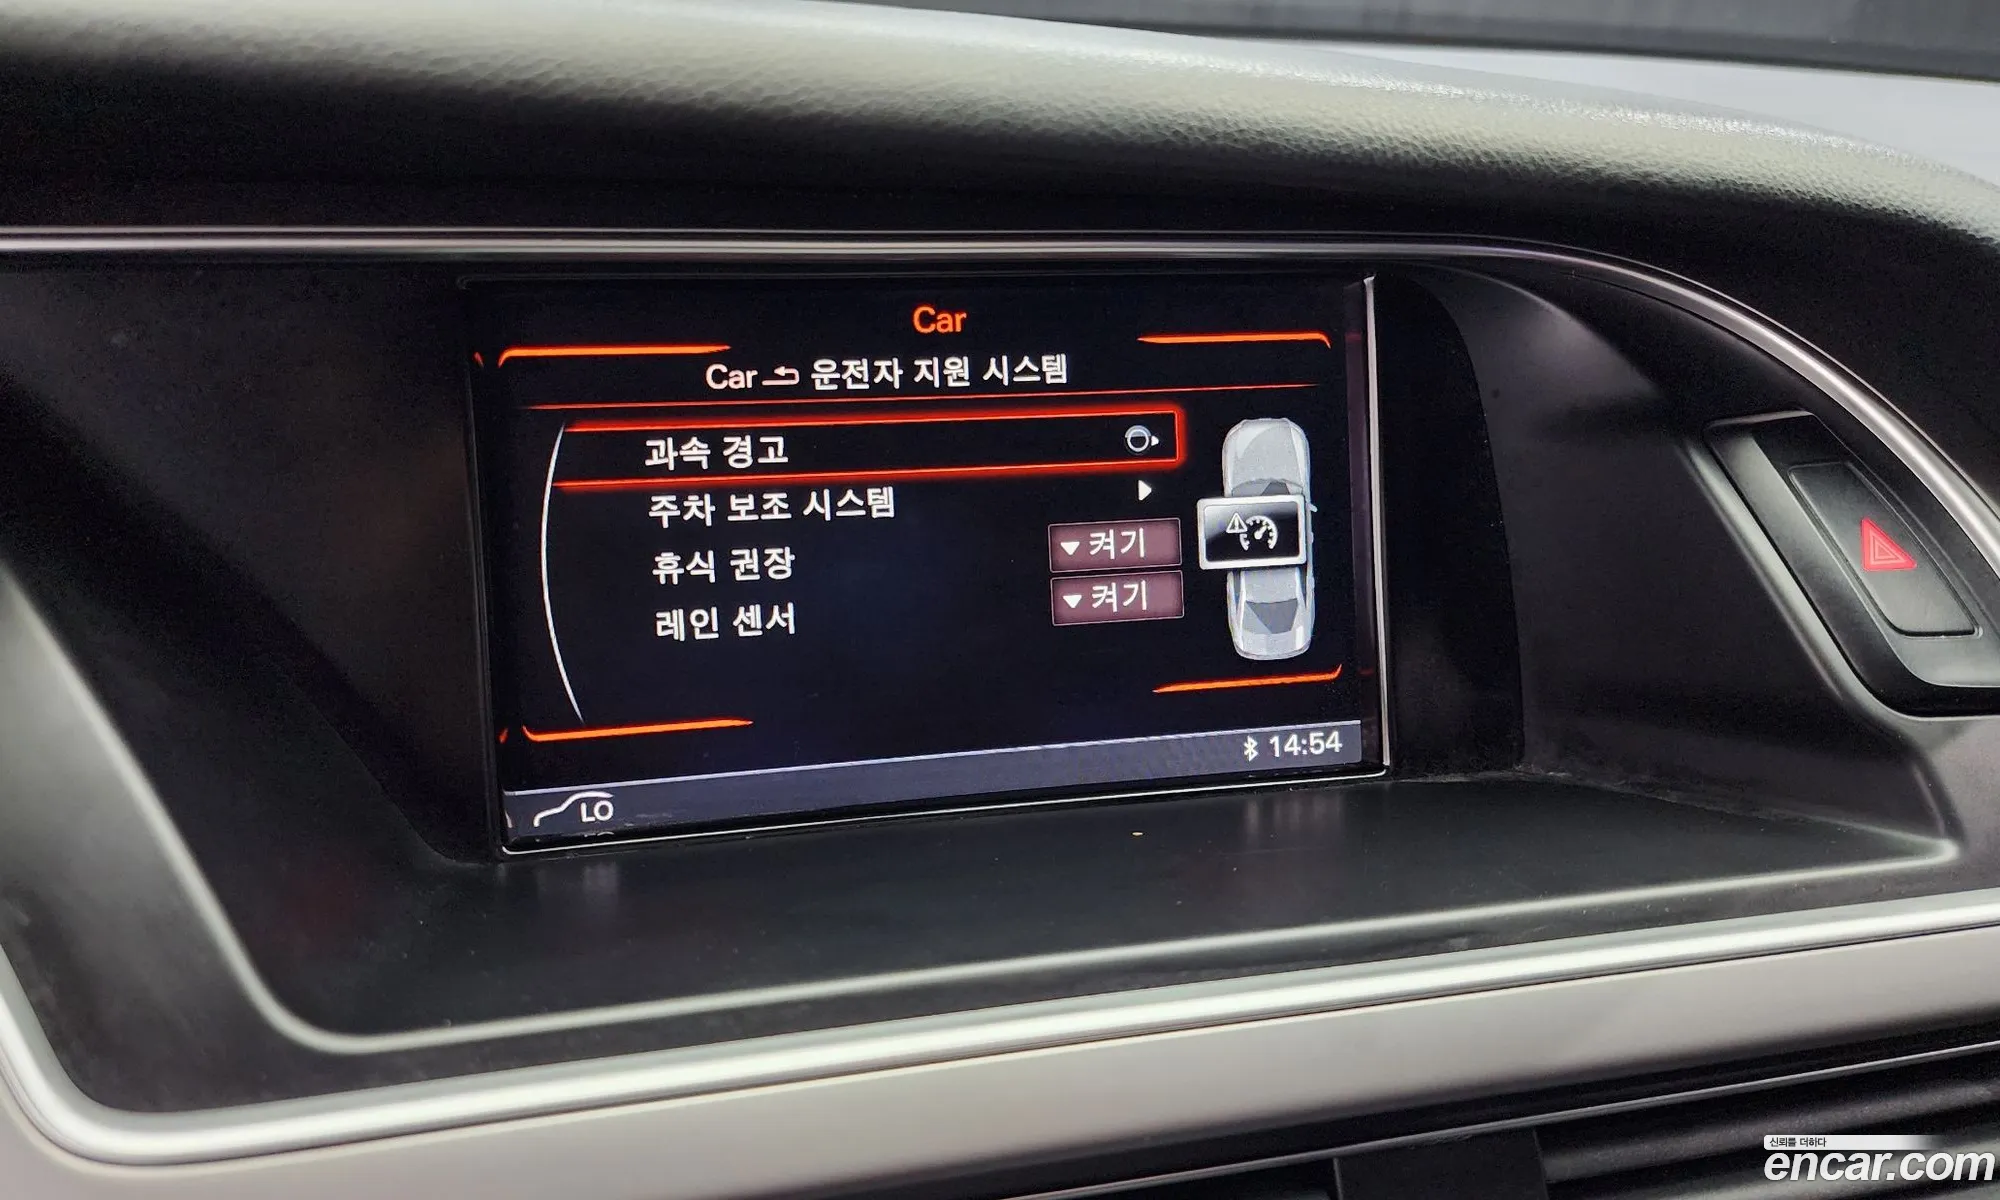 Car
Car 운전자 지원 시스템
과속 경고
주차 보조 시스템
휴식 권장 켜기
레인 센서 켜기
14:54
LO
신뢰를 더하다
encar.com